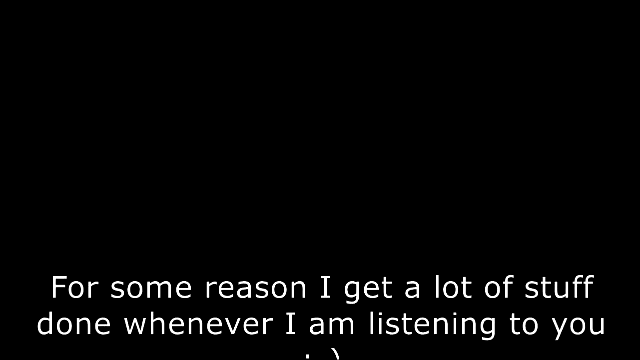 For some reason I get a lot of stuff
done whenever I am listening to you
:-)